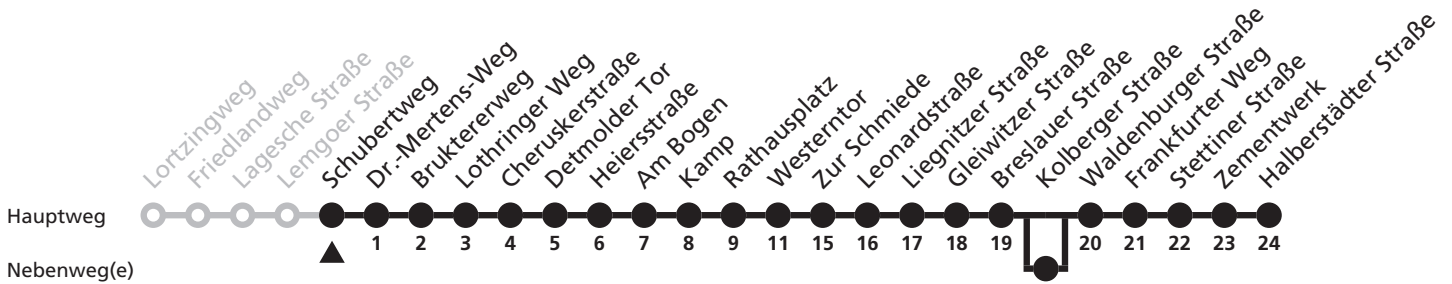 Lortzingweg
Friedlandweg
Lagesche Straße
Lemgoer Straße
Schubertweg
Dr.-Mertens-Weg
Bruktererweg
Lothringer Weg
Cheruskerstraße
Detmolder Tor
Heiersstraße
Am Bogen
Kamp
Rathausplatz
Westerntor
Zur Schmiede
Leonardstraße
Liegnitzer Straße
Gleiwitzer Straße
Breslauer Straße
Kolberger Straße
Waldenburger Straße
Frankfurter Weg
Stettiner Straße
Zementwerk
Halberstädter Straße
Hauptweg
1 2 3 4 5 6 7 8 9 11 15 16 17 18 19 20 21 22 23 24
Nebenweg(e)